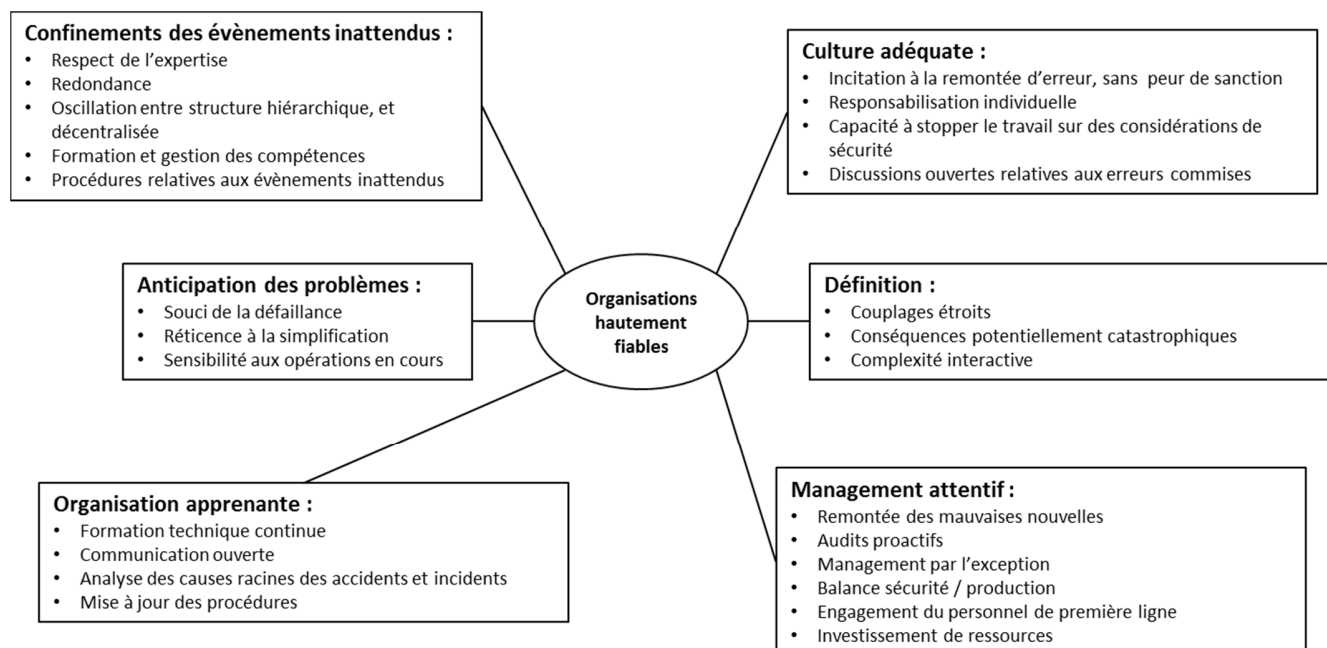 Confinements des évènements inattendus :
• Respect de l'expertise
• Redondance
• Oscillation entre structure hiérarchique, et
décentralisée
• Formation et gestion des compétences
• Procédures relatives aux évènements inattendus
Culture adéquate :
• Incitation à la remontée d'erreur, sans peur de sanction
• Responsabilisation individuelle
• Capacité à stopper le travail sur des considérations de
sécurité
• Discussions ouvertes relatives aux erreurs commises
Anticipation des problèmes :
• Souci de la défaillance
• Réticence à la simplification
• Sensibilité aux opérations en cours
Organisations
hautement
fiables
Définition :
• Couplages étroits
• Conséquences potentiellement catastrophiques
• Complexité interactive
Organisation apprenante :
• Formation technique continue
• Communication ouverte
• Analyse des causes racines des accidents et incidents
• Mise à jour des procédures
Management attentif :
• Remontée des mauvaises nouvelles
• Audits proactifs
• Management par l'exception
• Balance sécurité / production
• Engagement du personnel de première ligne
• Investissement de ressources